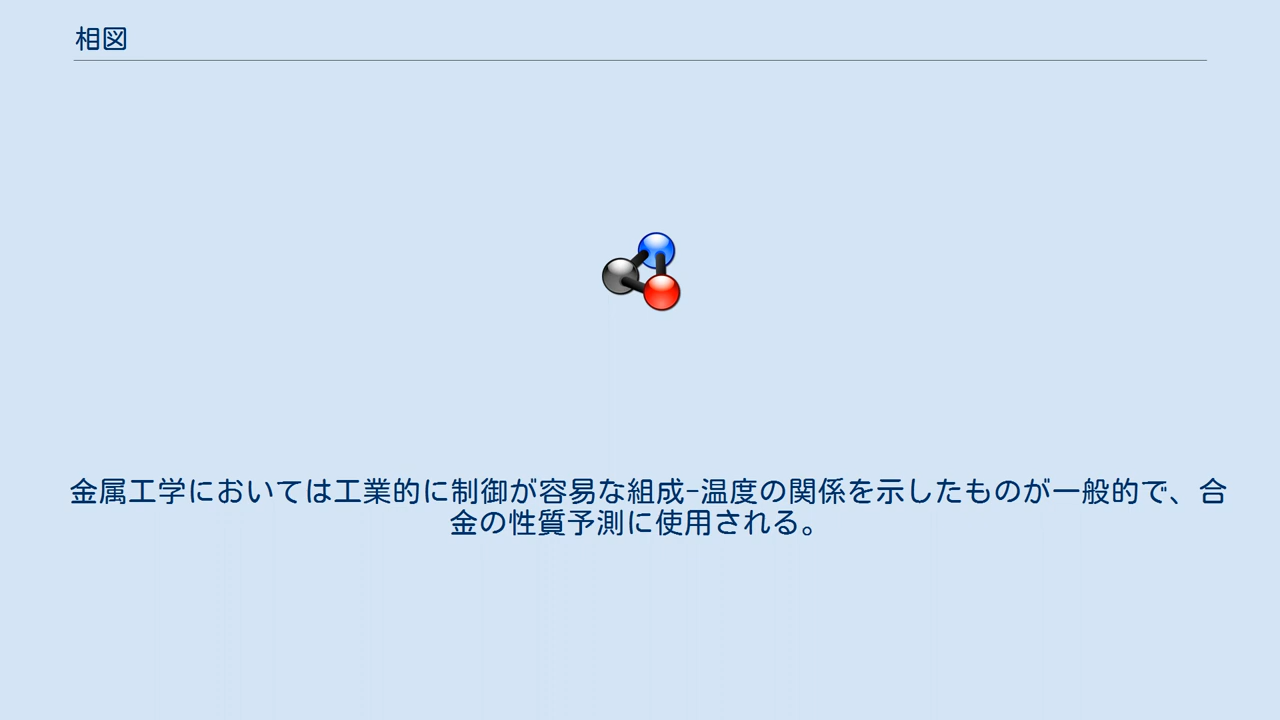 相図
金属工学においては工業的に制御が容易な組成-温度の関係を示したものが一般的で、合
金の性質予測に使用される。